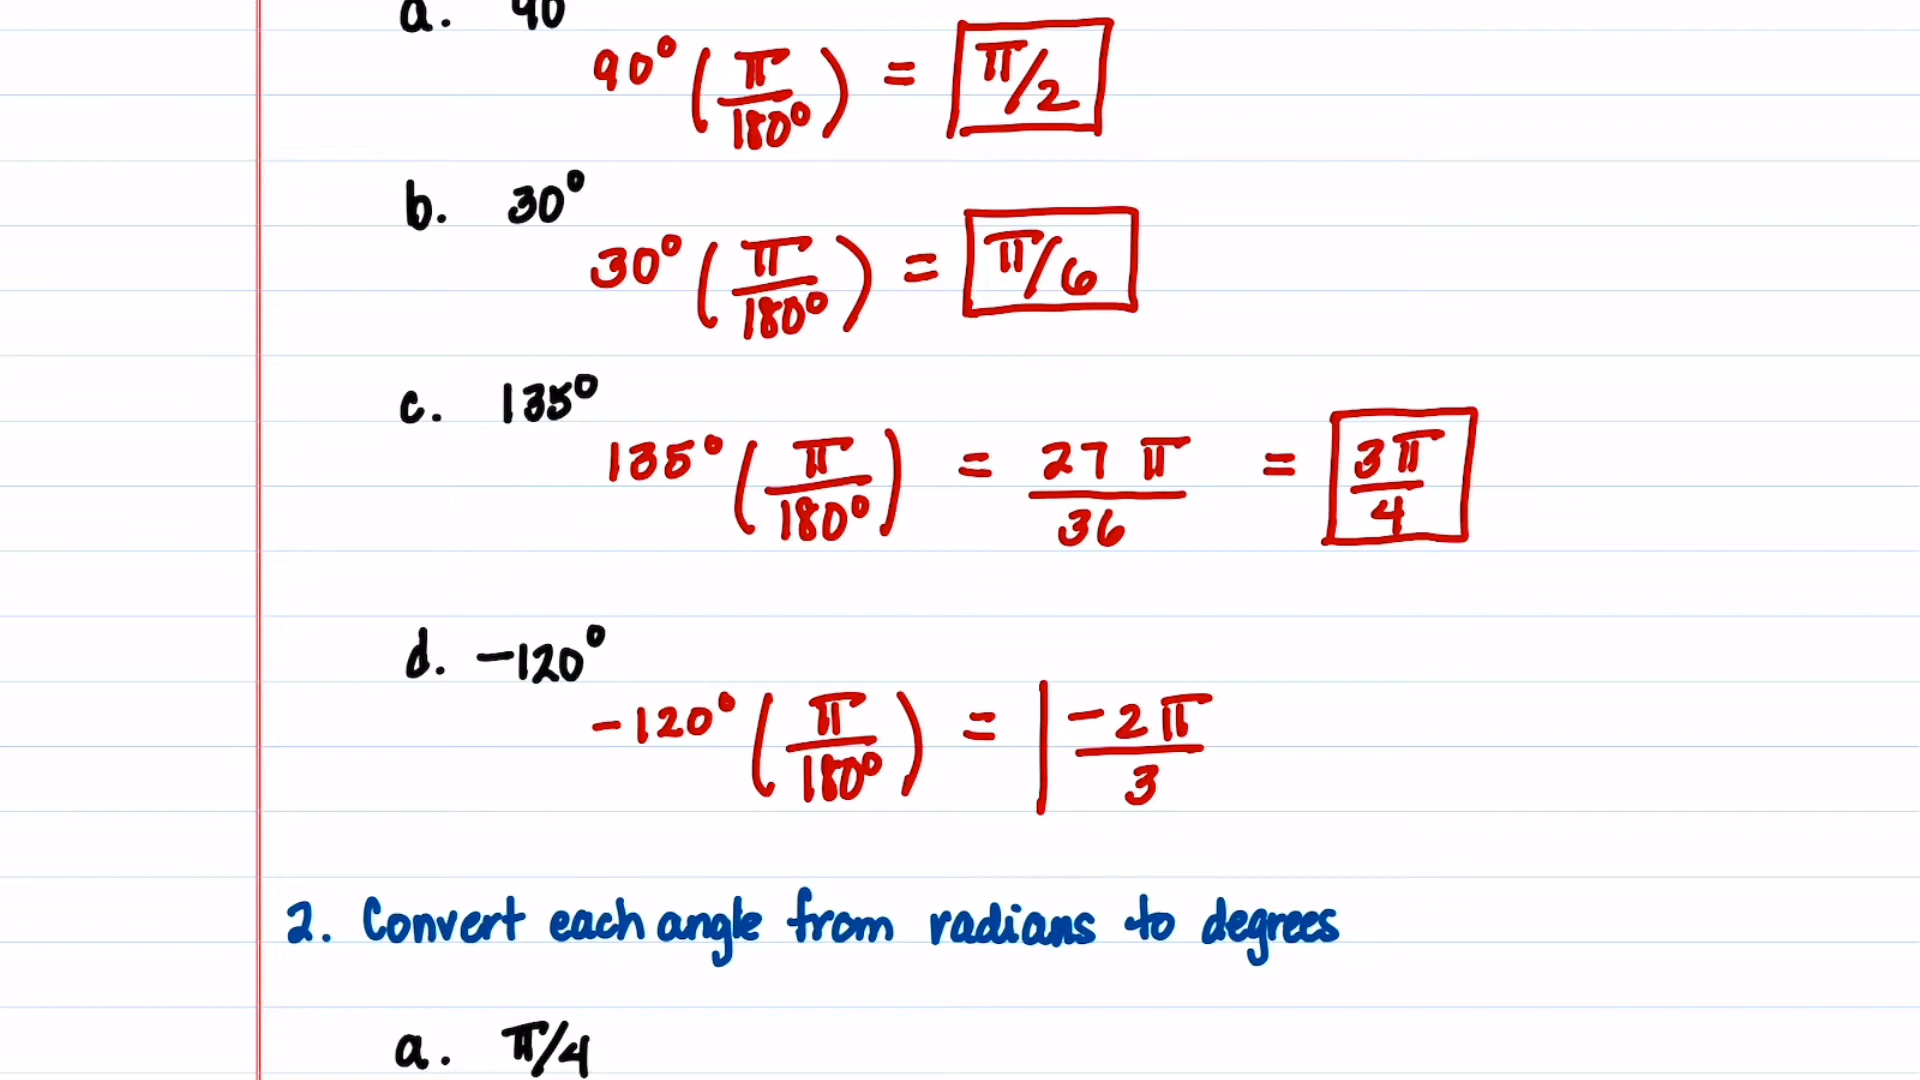 a. 90
90° (π/180°) = π/2
b. 30°
30° (π/180°) = π/6
c. 135°
135° (π/180°) = 27π/36 = 3π/4
d. -120°
-120° (π/180°) = -2π/3
2. Convert each angle from radians to degrees
a. π/4